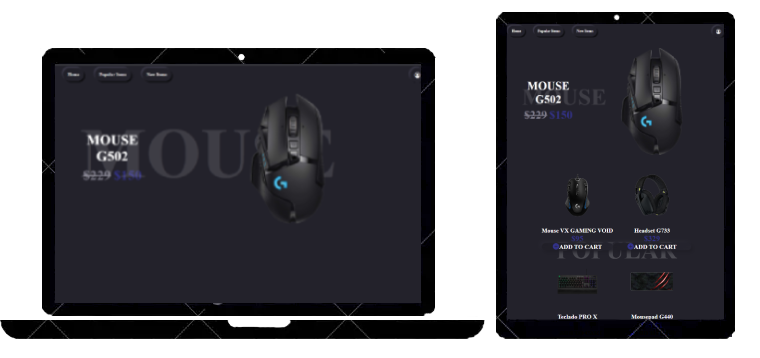 Home Popular Items New Items
MOUSE
MOUSE
G502
$229 $150
Home Popular Items New Items
MOUSE
MOUSE
G502
$229 $150
Mouse VX GAMING VOID Headset G733
ADD TO CART ADD TO CART
POPULAR
Teclado PRO X Mousepad G440